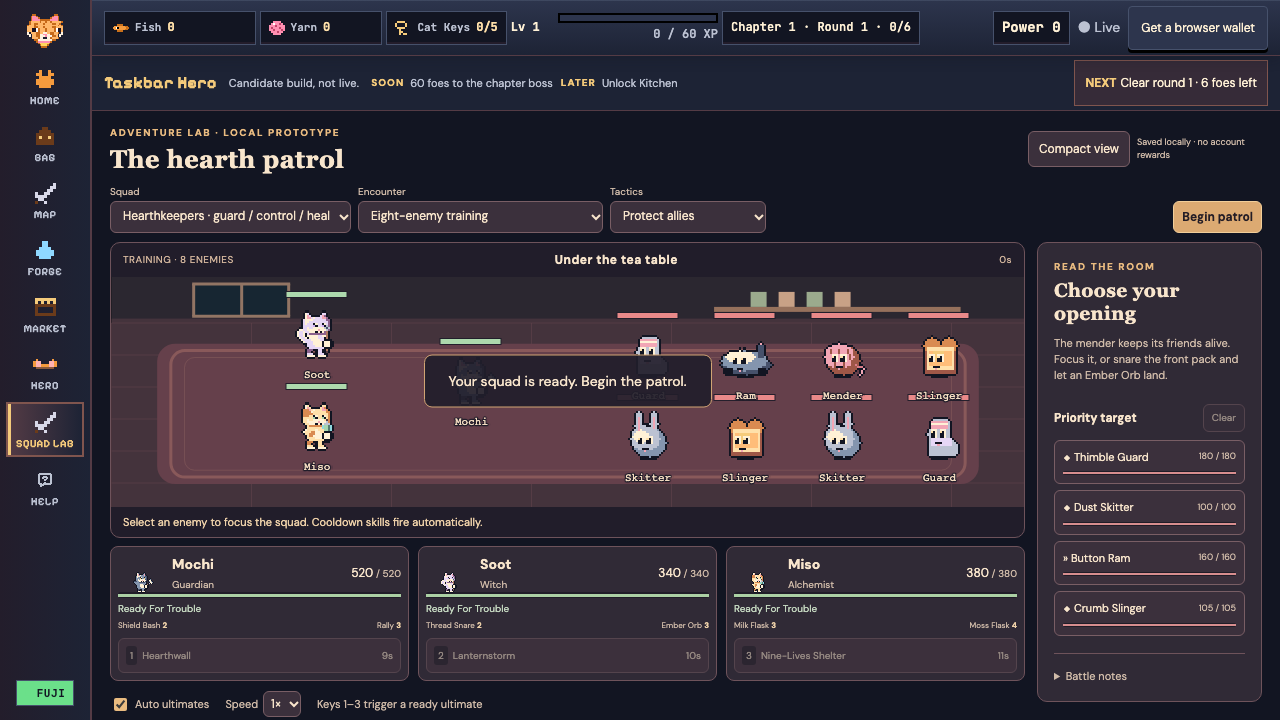 Fish 0
Yarn 0
Cat Keys 0/5
Lv 1
0 / 60 XP
Chapter 1 · Round 1 · 0/6
Power 0
Live
Get a browser wallet
Taskbar Hero
Candidate build, not live.
SOON 60 foes to the chapter boss
LATER Unlock Kitchen
NEXT Clear round 1 · 6 foes left
HOME
BAG
MAP
FORGE
MARKET
HERO
SQUAD LAB
HELP
FUJI
ADVENTURE LAB · LOCAL PROTOTYPE
The hearth patrol
Compact view
Saved locally · no account
rewards
Squad
Encounter
Tactics
Hearthkeepers · guard / control / heal
Eight-enemy training
Protect allies
Begin patrol
TRAINING · 8 ENEMIES
Under the tea table
0s
Soot
Mochi
Miso
Your squad is ready. Begin the patrol.
Guard
Ram
Mender
Slinger
Skitter
Slinger
Skitter
Guard
Select an enemy to focus the squad. Cooldown skills fire automatically.
Mochi
Guardian
520 / 520
Ready For Trouble
Shield Bash 2
Rally 3
1 Hearthwall 9s
Soot
Witch
340 / 340
Ready For Trouble
Thread Snare 2
Ember Orb 3
2 Lanternstorm 10s
Miso
Alchemist
380 / 380
Ready For Trouble
Milk Flask 3
Moss Flask 4
3 Nine-Lives Shelter 11s
Auto ultimates
Speed
1×
Keys 1–3 trigger a ready ultimate
READ THE ROOM
Choose your
opening
The mender keeps its friends alive.
Focus it, or snare the front pack and
let an Ember Orb land.
Priority target
Clear
◆ Thimble Guard 180 / 180
◆ Dust Skitter 100 / 100
» Button Ram 160 / 160
◆ Crumb Slinger 105 / 105
Battle notes